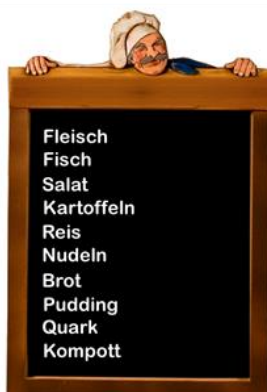 Fleisch
Fisch
Salat
Kartoffeln
Reis
Nudeln
Brot
Pudding
Quark
Kompott